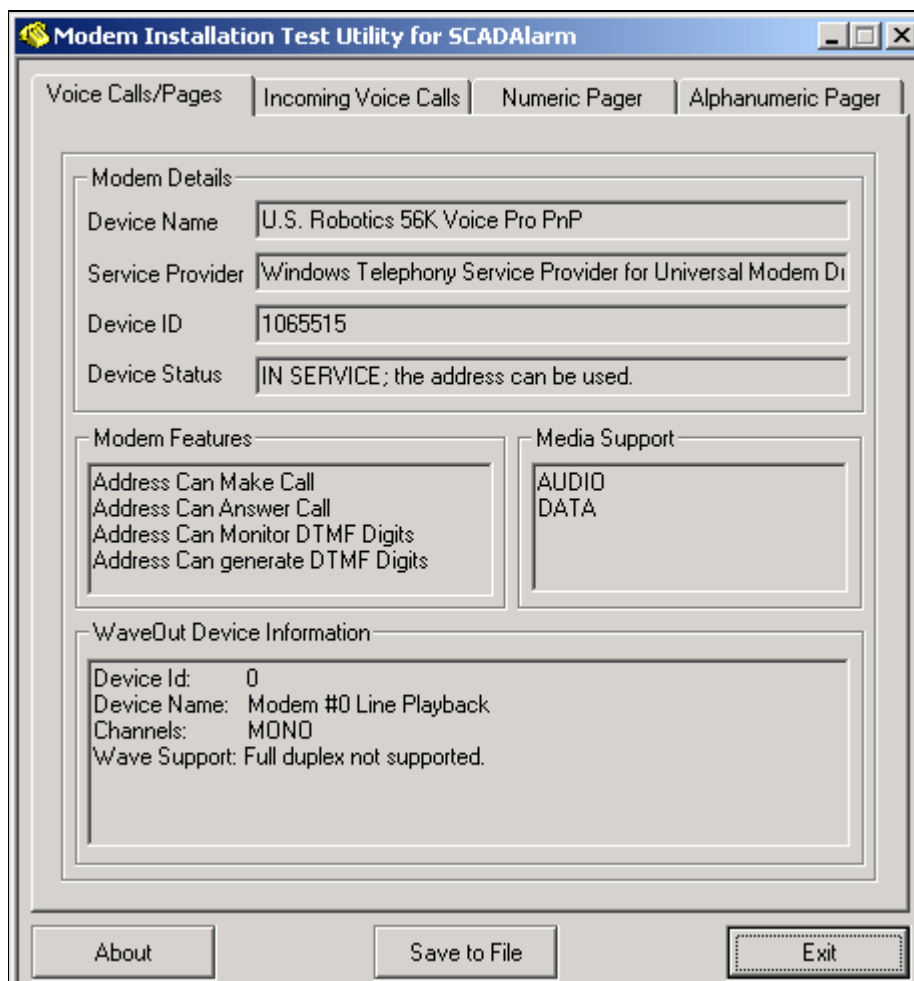 Modem Installation Test Utility for SCADAlarm
Voice Calls/Pages
Incoming Voice Calls
Numeric Pager
Alphanumeric Pager
Modem Details
Device Name
U.S. Robotics 56K Voice Pro PnP
Service Provider
Windows Telephony Service Provider for Universal Modem
Device ID
1065515
Device Status
IN SERVICE; the address can be used.
Modem Features
Address Can Make Call
Address Can Answer Call
Address Can Monitor DTMF Digits
Address Can generate DTMF Digits
Media Support
AUDIO
DATA
WaveOut Device Information
Device Id: 0
Device Name: Modem #0 Line Playback
Channels: MONO
Wave Support: Full duplex not supported.
About
Save to File
Exit